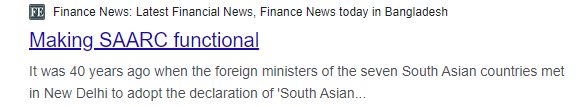 FE Finance News: Latest Financial News, Finance News today in Bangladesh
Making SAARC functional
It was 40 years ago when the foreign ministers of the seven South Asian countries met
in New Delhi to adopt the declaration of 'South Asian...